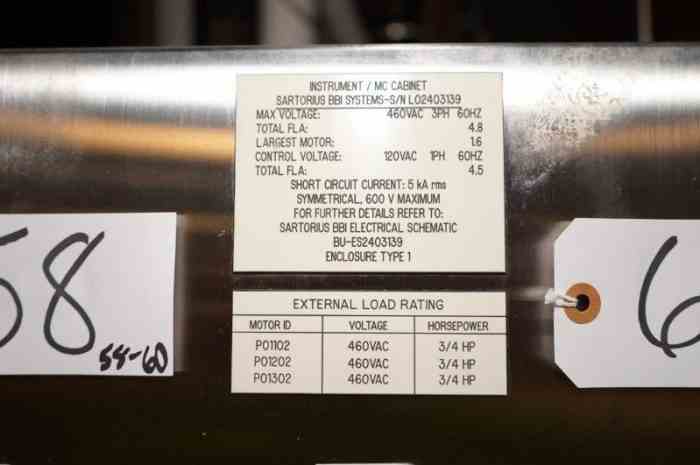 INSTRUMENT / MC CABINET
SARTORIUS BBI SYSTEMS-S/N L02403139
MAX VOLTAGE: 460VAC 3PH 60HZ
TOTAL FLA: 4.8
LARGEST MOTOR: 1.6
CONTROL VOLTAGE: 120VAC 1PH 60HZ
TOTAL FLA: 4.5
SHORT CIRCUIT CURRENT: 5 kA rms
SYMMETRICAL, 600 V MAXIMUM
FOR FURTHER DETAILS REFER TO:
SARTORIUS BBI ELECTRICAL SCHEMATIC
BU-ES2403139
ENCLOSURE TYPE 1
EXTERNAL LOAD RATING
MOTOR ID VOLTAGE HORSEPOWER
P01102 460VAC 3/4 HP
P01202 460VAC 3/4 HP
P01302 460VAC 3/4 HP
58
58-60
6